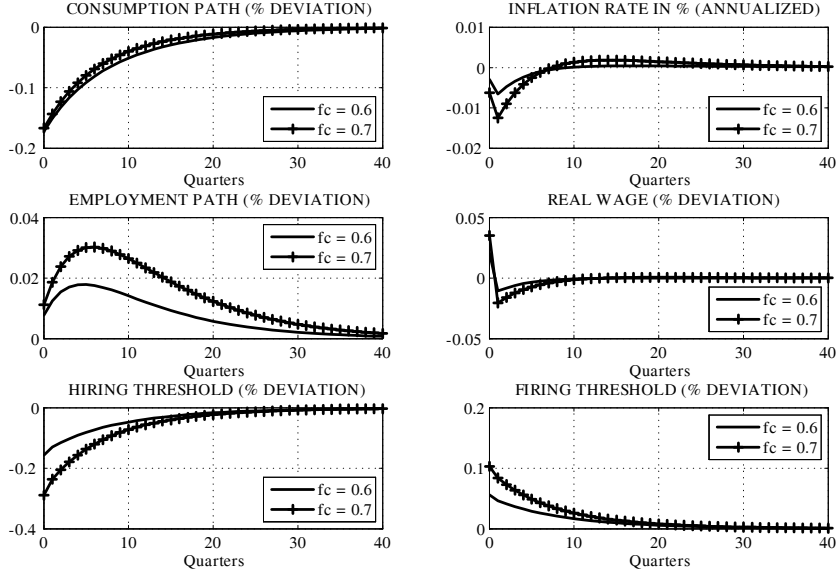 CONSUMPTION PATH (% DEVIATION)
0
-0.1
-0.2
fc = 0.6
fc = 0.7
0 10 20 30 40
Quarters
INFLATION RATE IN % (ANNUALIZED)
0.01
0
-0.01
-0.02
fc = 0.6
fc = 0.7
0 10 20 30 40
Quarters
EMPLOYMENT PATH (% DEVIATION)
0.04
0.02
0
fc = 0.6
fc = 0.7
0 10 20 30 40
Quarters
REAL WAGE (% DEVIATION)
0.05
0
-0.05
fc = 0.6
fc = 0.7
0 10 20 30 40
Quarters
HIRING THRESHOLD (% DEVIATION)
0
-0.2
-0.4
fc = 0.6
fc = 0.7
0 10 20 30 40
Quarters
FIRING THRESHOLD (% DEVIATION)
0.2
0.1
0
fc = 0.6
fc = 0.7
0 10 20 30 40
Quarters